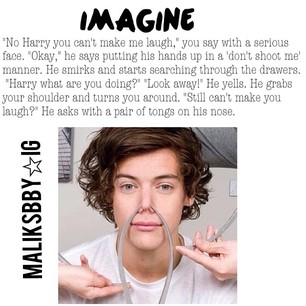 IMAGINE
"No Harry you can't make me laugh," you say with a serious
face. "Okay," he says putting his hands up in a 'don't shoot me'
manner. He smirks and starts searching through the drawers.
"Harry what are you doing?" "Look away!" He yells. He grabs
your shoulder and turns you around. "Still can't make you
laugh?" He asks with a pair of tongs on his nose.
MALIKSBBY☆IG